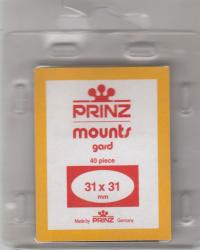 PRINZ
mounts
gard
40 piece
31 x 31
mm
Made by PRINZ Germany